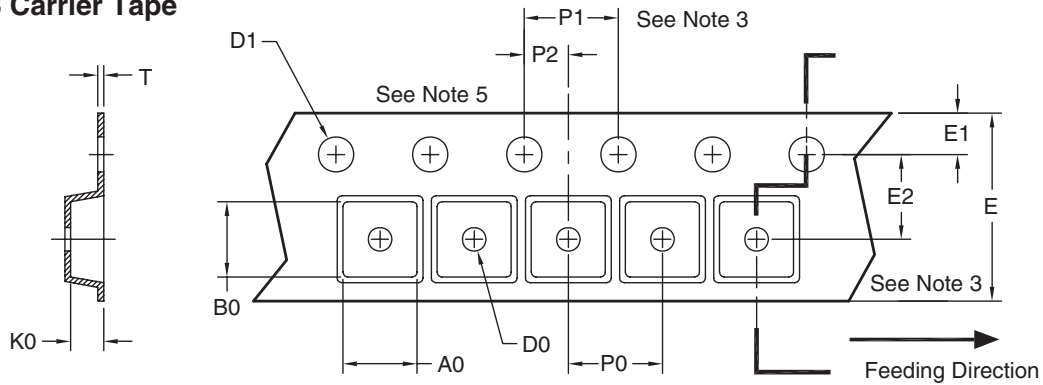 Carrier Tape
P1
See Note 3
D1
P2
T
See Note 5
E1
E2
E
B0
See Note 3
K0
A0
D0
P0
Feeding Direction